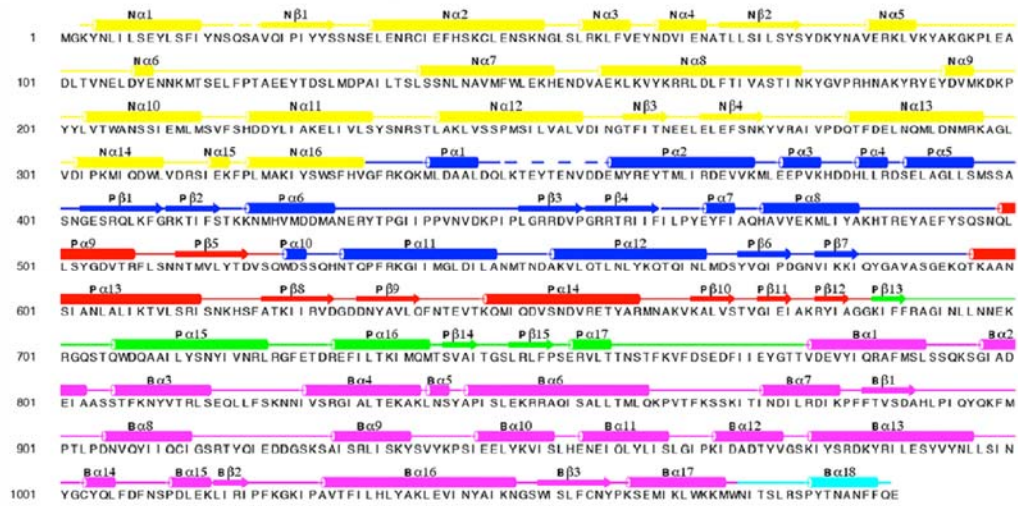 Nα1 Nβ1 Nα2 Nα3 Nα4 Nβ2 Nα5
1 MGKYNLILSEYLSFIYNSQSAVQIPIYYSSNSELENRCIEFHSKCLENSKNGLSLRKLFVEYNDVIENATLLSILSYSYDKYNAVERKLVKYAKGKPLEA
Nα6 Nα7 Nα8 Nα9
101 DLTVNELDYENNKMTSELFPTAEEYTDSLMDPAILTSLSSNLNAVMFWLEKHENDVAEKLKVYKRRLDLFTIVASTINKYGVPRHNAKYRYEYDVMKDKP
Nα10 Nα11 Nα12 Nβ3 Nβ4 Nα13
201 YYLVTWANSSIEMLMSVFSHDDYLIAKELIVLSYSNRSTLAKLVSSPMSILVALVDINGTFITNEELELEFSNKYVRAIVPDQTFDELNQMLDNMRKAGL
Nα14 Nα15 Nα16 Pα1 Pα2 Pα3 Pα4 Pα5
301 VDIPKMIQDWLVDRSIEKFPLMAKIYSWSFHVGFRKQKMLDAALDQLKTEYTENVDDEMYREYTMLIRDEVVKMLEEPVKHDDHLLRDSELAGLLSMSSA
Pβ1 Pβ2 Pα6 Pβ3 Pβ4 Pα7 Pα8
401 SNGESRQLKFGRKTIFSTKKNMHVMDDMANERYTPGIIPPVNVDKPIPLGRRDVPGRRTRIIFILPYEYFIAQHAVVEKMLIYAKHTREYAEFYSQSNQL
Pα9 Pβ5 Pα10 Pα11 Pα12 Pβ6 Pβ7
501 LSYGDVTRFLSNNTMVLYTDVSQWDSSQHNTQPFRKGIIMGLDILANMTNDAKVLQTLNLYKQTQINLMDSYVQIPDGNVIKKIQYGAVASGEKQTKAAN
Pα13 Pβ8 Pβ9 Pα14 Pβ10 Pβ11 Pβ12 Pβ13
601 SIANLALIKTVLSRISNKHSFATKIIRVDGDDNYAVLQFNTEVTKQMIQDVSNDVRETYARMNAKVKALVSTVGIEIAKRYIAGGKIFFRAGINLLNNEK
Pα15 Pα16 Pβ14 Pβ15 Pα17 Bα1 Bα2
701 RGQSTQWDQAAILYSNYIVNRLRGFETDREFILTKIMQMTSVAITGSLRLFPSERVLTTNSTFKVFDSEDFIIEYGTTVDEVYIQRAFMSLSSQKSGIAD
Bα3 Bα4 Bα5 Bα6 Bα7 Bβ1
801 EIAASSTFKNYVTRLSEQLLFSKNNIVSRGIALTEKAKLNSYAPISLEKRRAQISALLTMLQKPVTFKSSKITINDILRDIKPFFTVSDAHLPIQYQKFM
Bα8 Bα9 Bα10 Bα11 Bα12 Bα13
901 PTLPDNVQYIIQCIGSRTYQIEDDGSKSAISRLISKYSVYKPSIEELYKVISLHENEIQLYLISLGIPKIDADTYVGSKIYSRDKYRILESYVYNLLSIN
Bα14 Bα15 Bβ2 Bα16 Bβ3 Bα17 Bα18
1001 YGCYQLFDFNSPDLEKLIRIPFKGKIPAVTFILHLYAKLEVINYAIKNGSWISLFCNYPKSEMIKLWKKMWNITSLRSPYTNANFFQE